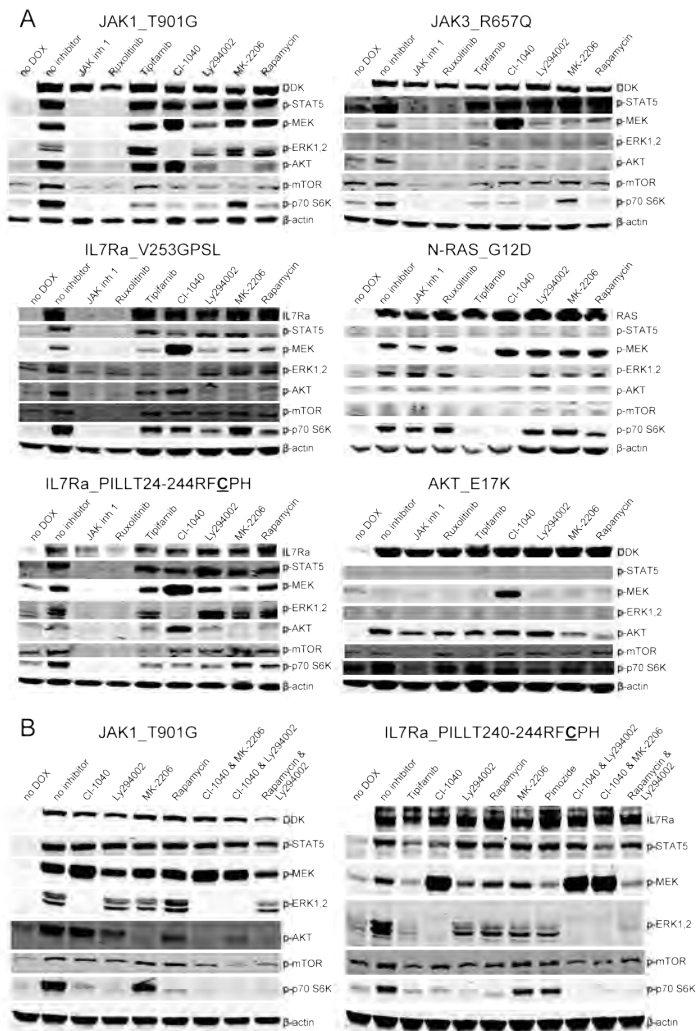 A
JAK1_T901G
no DOX
no inhibitor
JAK inh 1
Ruxolitinib
Tipifarnib
CI-1040
Ly294002
MK-2206
Rapamycin
DDK
p-STAT5
p-MEK
p-ERK1,2
p-AKT
p-mTOR
p-p70 S6K
β-actin
JAK3_R657Q
no DOX
no inhibitor
JAK inh 1
Ruxolitinib
Tipifarnib
CI-1040
Ly294002
MK-2206
Rapamycin
DDK
p-STAT5
p-MEK
p-ERK1,2
p-AKT
p-mTOR
p-p70 S6K
β-actin
IL7Ra_V253GPSL
no DOX
no inhibitor
JAK inh 1
Ruxolitinib
Tipifarnib
CI-1040
Ly294002
MK-2206
Rapamycin
IL7Ra
p-STAT5
p-MEK
p-ERK1,2
p-AKT
p-mTOR
p-p70 S6K
β-actin
N-RAS_G12D
no DOX
no inhibitor
JAK inh 1
Ruxolitinib
Tipifarnib
CI-1040
Ly294002
MK-2206
Rapamycin
RAS
p-STAT5
p-MEK
p-ERK1,2
p-AKT
p-mTOR
p-p70 S6K
β-actin
IL7Ra_PILLT24-244RFCPH
no DOX
no inhibitor
JAK inh 1
Ruxolitinib
Tipifarnib
CI-1040
Ly294002
MK-2206
Rapamycin
IL7Ra
p-STAT5
p-MEK
p-ERK1,2
p-AKT
p-mTOR
p-p70 S6K
β-actin
AKT_E17K
no DOX
no inhibitor
JAK inh 1
Ruxolitinib
Tipifarnib
CI-1040
Ly294002
MK-2206
Rapamycin
DDK
p-STAT5
p-MEK
p-ERK1,2
p-AKT
p-mTOR
p-p70 S6K
β-actin
B
JAK1_T901G
no DOX
no inhibitor
CI-1040
Ly294002
MK-2206
Rapamycin
CI-1040 & MK-2206
CI-1040 & Ly294002
Rapamycin &
Ly294002
DDK
p-STAT5
p-MEK
p-ERK1,2
p-AKT
p-mTOR
p-p70 S6K
β-actin
IL7Ra_PILLT240-244RFCPH
no DOX
no inhibitor
Tipifarnib
CI-1040
Ly294002
Rapamycin
MK-2206
Pimozide
CI-1040 & Ly294002
CI-1040 & MK-2206
Rapamycin &
Ly294002
IL7Ra
p-STAT5
p-MEK
p-ERK1,2
p-mTOR
p-p70 S6K
β-actin